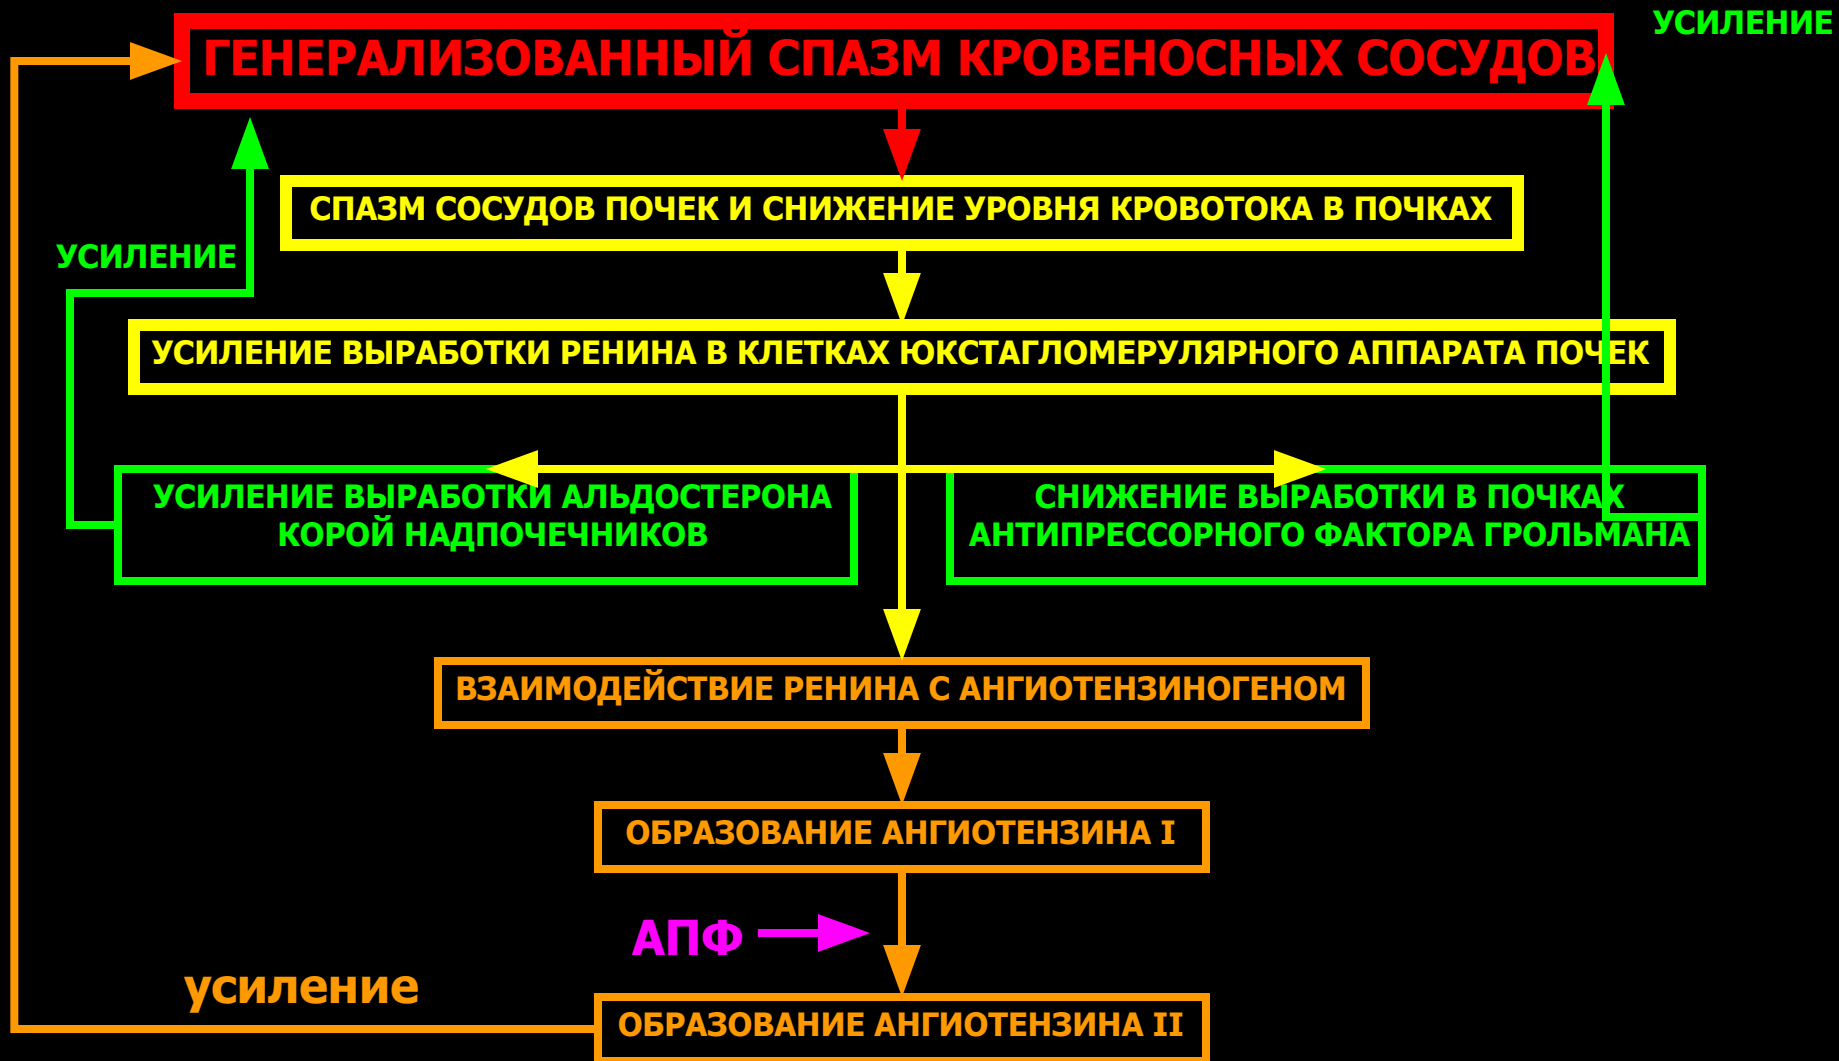 УСИЛЕНИЕ
ГЕНЕРАЛИЗОВАННЫЙ СПАЗМ КРОВЕНОСНЫХ СОСУДОВ
СПАЗМ СОСУДОВ ПОЧЕК И СНИЖЕНИЕ УРОВНЯ КРОВОТОКА В ПОЧКАХ
УСИЛЕНИЕ
УСИЛЕНИЕ ВЫРАБОТКИ РЕНИНА В КЛЕТКАХ ЮКСТАГЛОМЕРУЛЯРНОГО АППАРАТА ПОЧЕК
УСИЛЕНИЕ ВЫРАБОТКИ АЛЬДОСТЕРОНА
КОРОЙ НАДПОЧЕЧНИКОВ
СНИЖЕНИЕ ВЫРАБОТКИ В ПОЧКАХ
АНТИПРЕССОРНОГО ФАКТОРА ГРОЛЬМАНА
ВЗАИМОДЕЙСТВИЕ РЕНИНА С АНГИОТЕНЗИНОГЕНОМ
ОБРАЗОВАНИЕ АНГИОТЕНЗИНА I
АПФ
усиление
ОБРАЗОВАНИЕ АНГИОТЕНЗИНА II